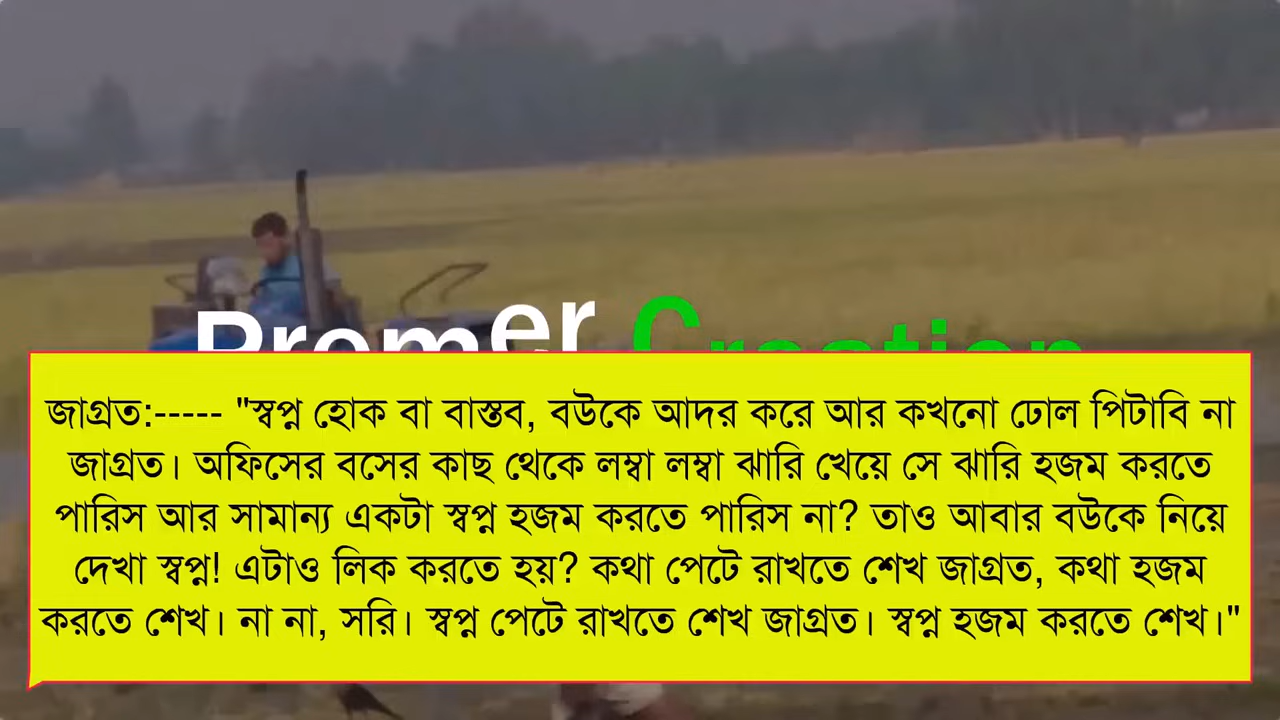 Premer Creation
জাগ্রত:----- "স্বপ্ন হোক বা বাস্তব, বউকে আদর করে আর কখনো ঢোল পিটাবি না
জাগ্রত। অফিসের বসের কাছ থেকে লম্বা লম্বা ঝারি খেয়ে সে ঝারি হজম করতে
পারিস আর সামান্য একটা স্বপ্ন হজম করতে পারিস না? তাও আবার বউকে নিয়ে
দেখা স্বপ্ন! এটাও লিক করতে হয়? কথা পেটে রাখতে শেখ জাগ্রত, কথা হজম
করতে শেখ। না না, সরি। স্বপ্ন পেটে রাখতে শেখ জাগ্রত। স্বপ্ন হজম করতে শেখ।"